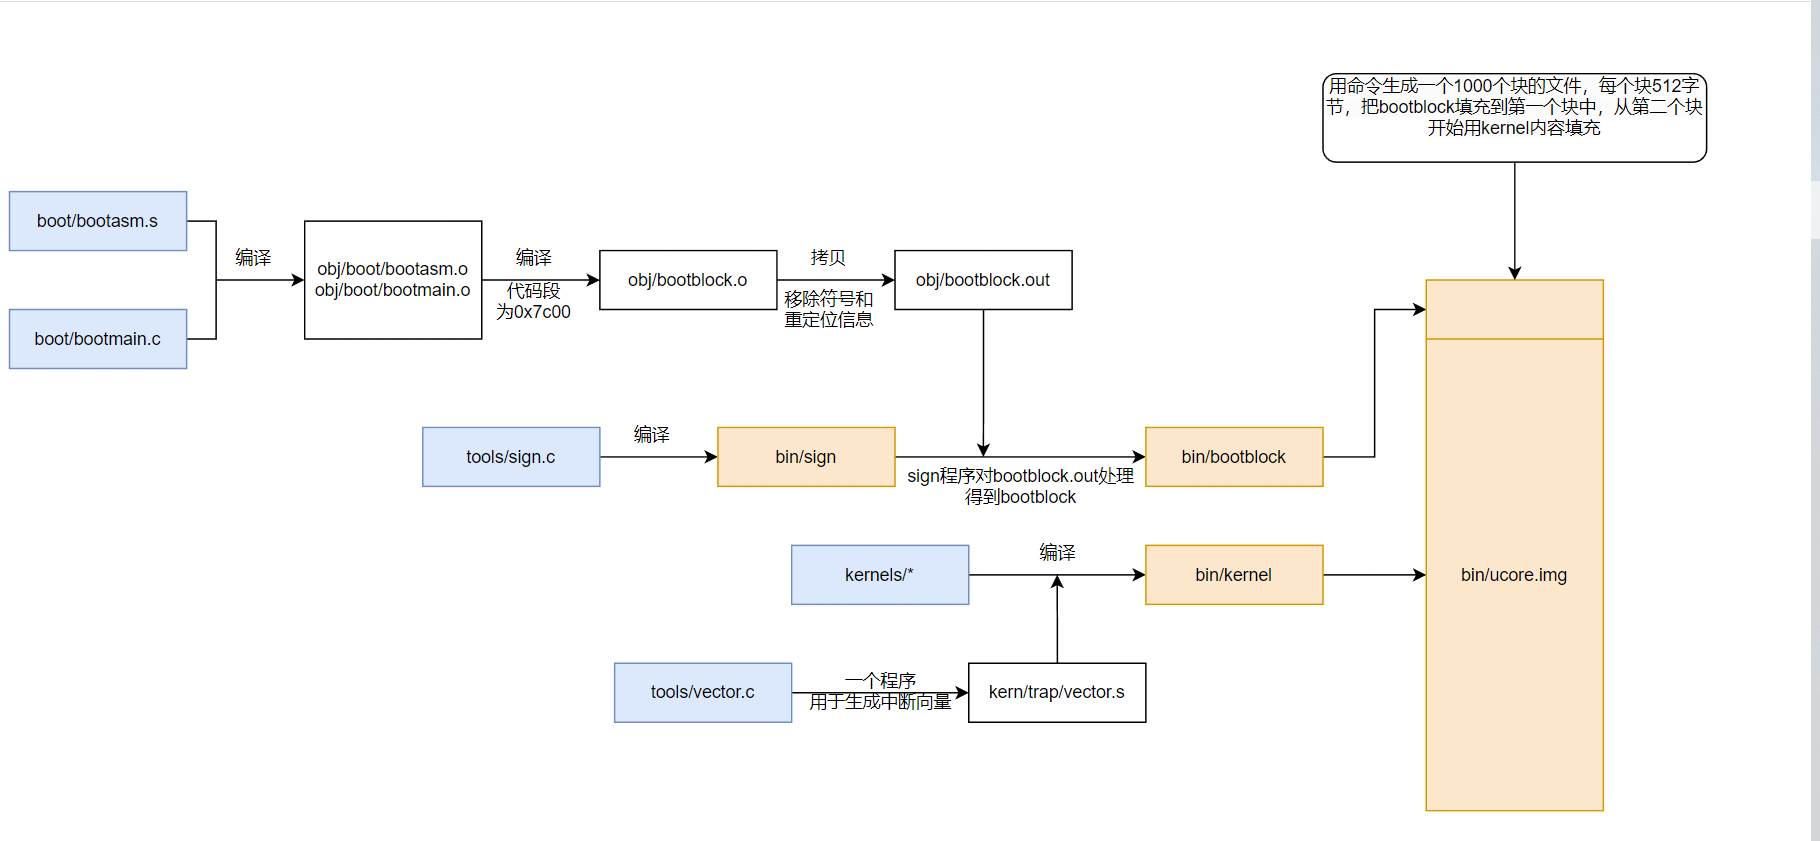 用命令生成一个1000个块的文件，每个块512字
节，把bootblock填充到第一个块中，从第二个块
开始用kernel内容填充
boot/bootasm.s
boot/bootmain.c
编译
obj/boot/bootasm.o
obj/boot/bootmain.o
编译
代码段
为0x7c00
obj/bootblock.o
拷贝
移除符号和
重定位信息
obj/bootblock.out
tools/sign.c
编译
bin/sign
sign程序对bootblock.out处理
得到bootblock
bin/bootblock
kernels/*
编译
bin/kernel
bin/ucore.img
tools/vector.c
一个程序
用于生成中断向量
kern/trap/vector.s